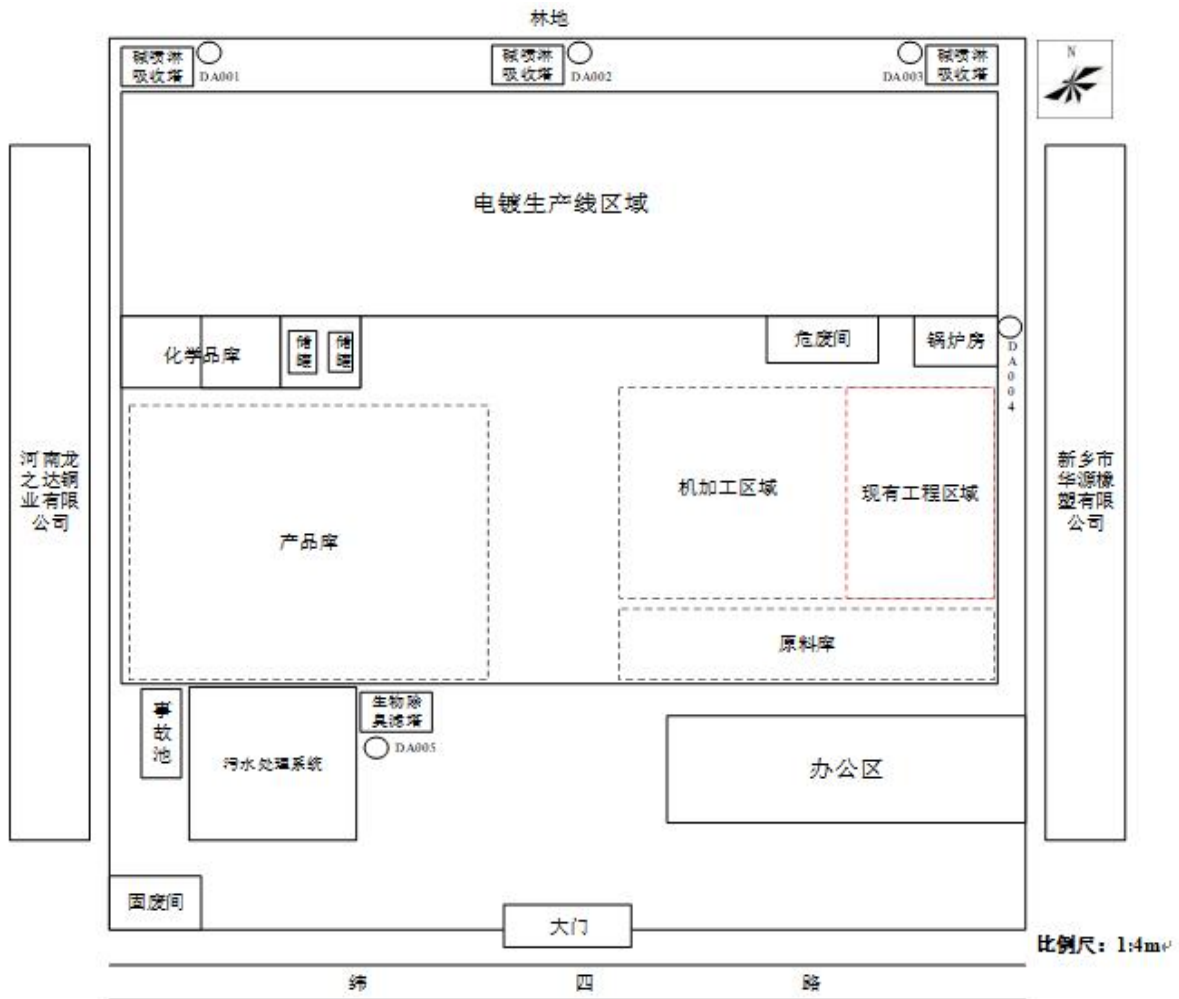 林地
碱喷淋
吸收塔
DA001
碱喷淋
吸收塔
DA002
DA003
碱喷淋
吸收塔
N
电镀生产线区域
化学品库
储
罐
储
罐
危废间
锅炉房
D
A
0
0
4
河南龙
之达铜
业有限
公司
新乡市
华源橡
塑有限
公司
机加工区域
现有工程区域
产品库
原料库
事
故
池
污水处理系统
生物除
臭滤塔
DA005
办公区
固废间
大门
比例尺：1:4m
纬 四 路